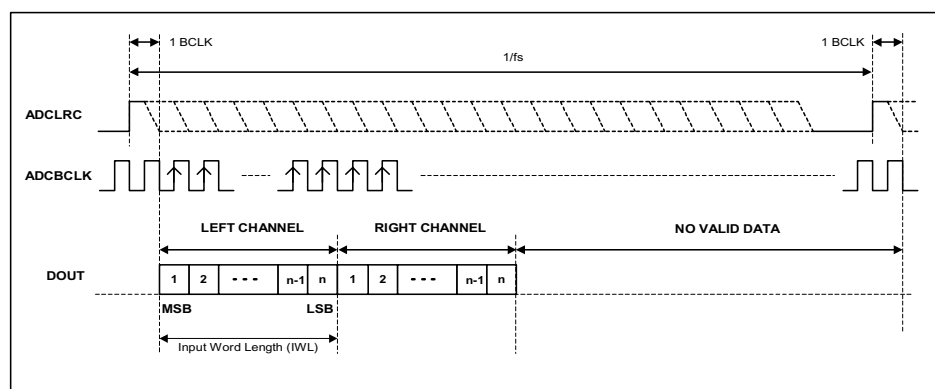 1 BCLK 1 BCLK
1/fs
ADCLRC
ADCBCLK
LEFT CHANNEL RIGHT CHANNEL NO VALID DATA
DOUT 1 2 n-1 n 1 2 n-1 n
MSB LSB
Input Word Length (IWL)